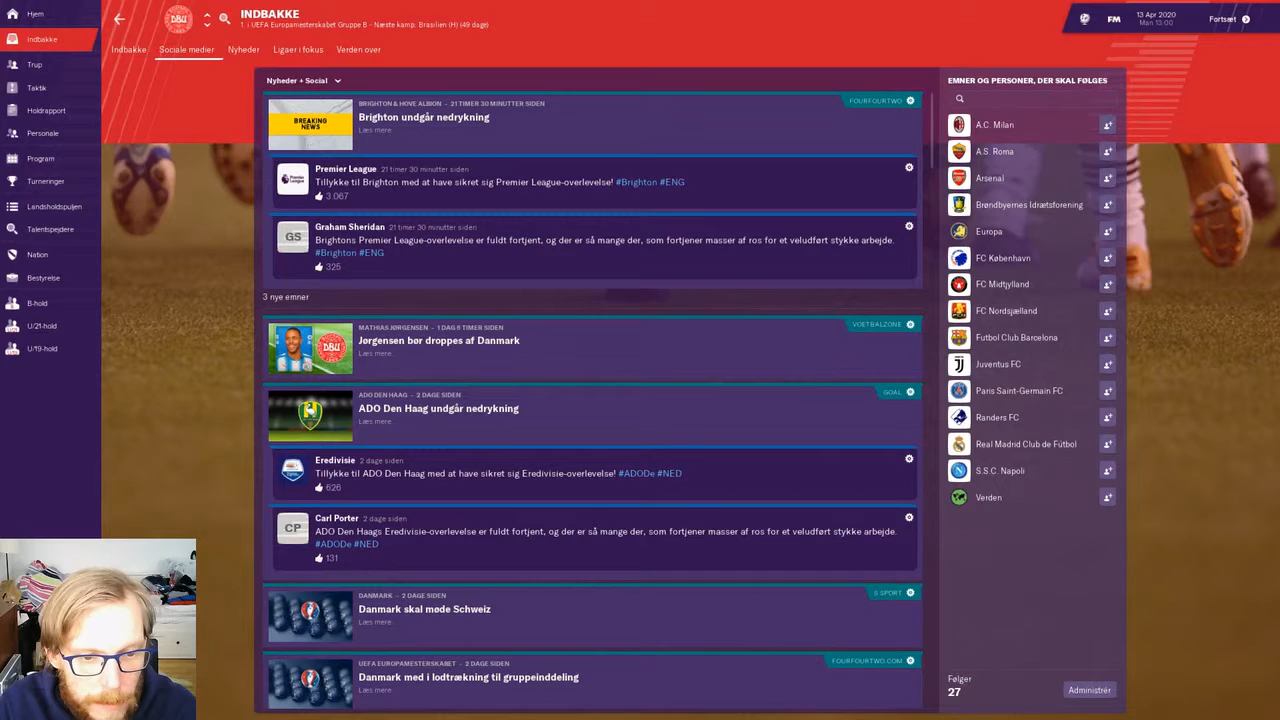 Hjem
Indbakke
Trup
Taktik
Holdrapport
Personale
Program
Turneringer
Landsholdspuljen
Talentspejdere
Nation
Bestyrelse
B-hold
U/21-hold
U/19-hold
INDBAKKE
1. i UEFA Europamesterskabet Gruppe B - Næste kamp: Brasilien (H) (49 dage)
FM
13 Apr 2020
Man 13:00
Fortsæt
Indbakke
Sociale medier
Nyheder
Ligaer i fokus
Verden over
Nyheder + Social
BREAKING
NEWS
BRIGHTON & HOVE ALBION - 21 TIMER 30 MINUTTER SIDEN
FOURFOURTWO
Brighton undgår nedrykning
Læs mere
Premier League 21 timer 30 minutter siden
Tillykke til Brighton med at have sikret sig Premier League-overlevelse! #Brighton #ENG
3.067
GS
Graham Sheridan 21 timer 30 minutter siden
Brightons Premier League-overlevelse er fuldt fortjent, og der er så mange der, som fortjener masser af ros for et veludført stykke arbejde.
#Brighton #ENG
325
3 nye emner
MATHIAS JØRGENSEN - 1 DAG 6 TIMER SIDEN
VOETBALZONE
Jørgensen bør droppes af Danmark
Læs mere
ADO DEN HAAG - 2 DAGE SIDEN
GOAL
ADO Den Haag undgår nedrykning
Læs mere
Eredivisie 2 dage siden
Tillykke til ADO Den Haag med at have sikret sig Eredivisie-overlevelse! #ADODe #NED
626
CP
Carl Porter 2 dage siden
ADO Den Haags Eredivisie-overlevelse er fuldt fortjent, og der er så mange der, som fortjener masser af ros for et veludført stykke arbejde.
#ADODe #NED
131
DANMARK - 2 DAGE SIDEN
Danmark skal møde Schweiz
Læs mere
UEFA EUROPAMESTERSKABET - 2 DAGE SIDEN
FOURFOURTWO.COM
Danmark med i lodtrækning til gruppeinddeling
Læs mere
EMNER OG PERSONER, DER SKAL FØLGES
A.C. Milan
A.S. Roma
Arsenal
Brøndbyernes Idrætsforening
Europa
FC København
FC Midtjylland
FC Nordsjælland
Futbol Club Barcelona
Juventus FC
Paris Saint-Germain FC
Randers FC
Real Madrid Club de Fútbol
S.S.C. Napoli
Verden
Følger
27
Administrér